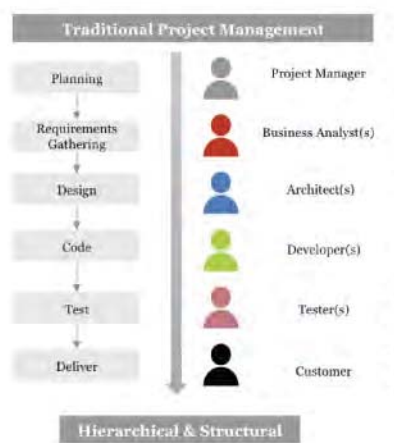 Traditional Project Management
Planning
Project Manager
Requirements
Gathering
Business Analyst(s)
Design
Architect(s)
Code
Developer(s)
Test
Tester(s)
Deliver
Customer
Hierarchical & Structural